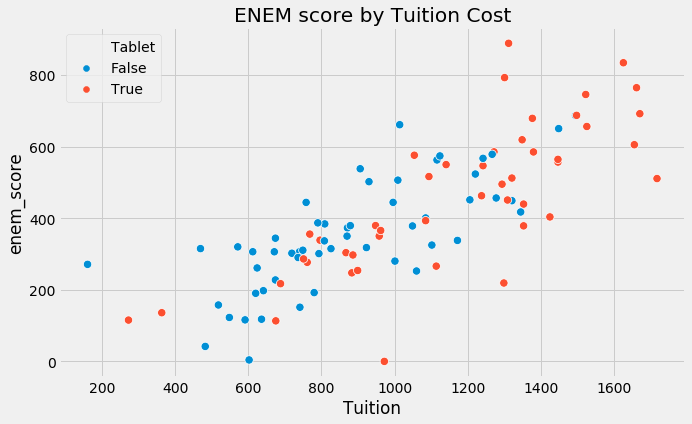 ENEM score by Tuition Cost
Tablet
False
True
800
600
400
200
0
enem_score
200 400 600 800 1000 1200 1400 1600
Tuition